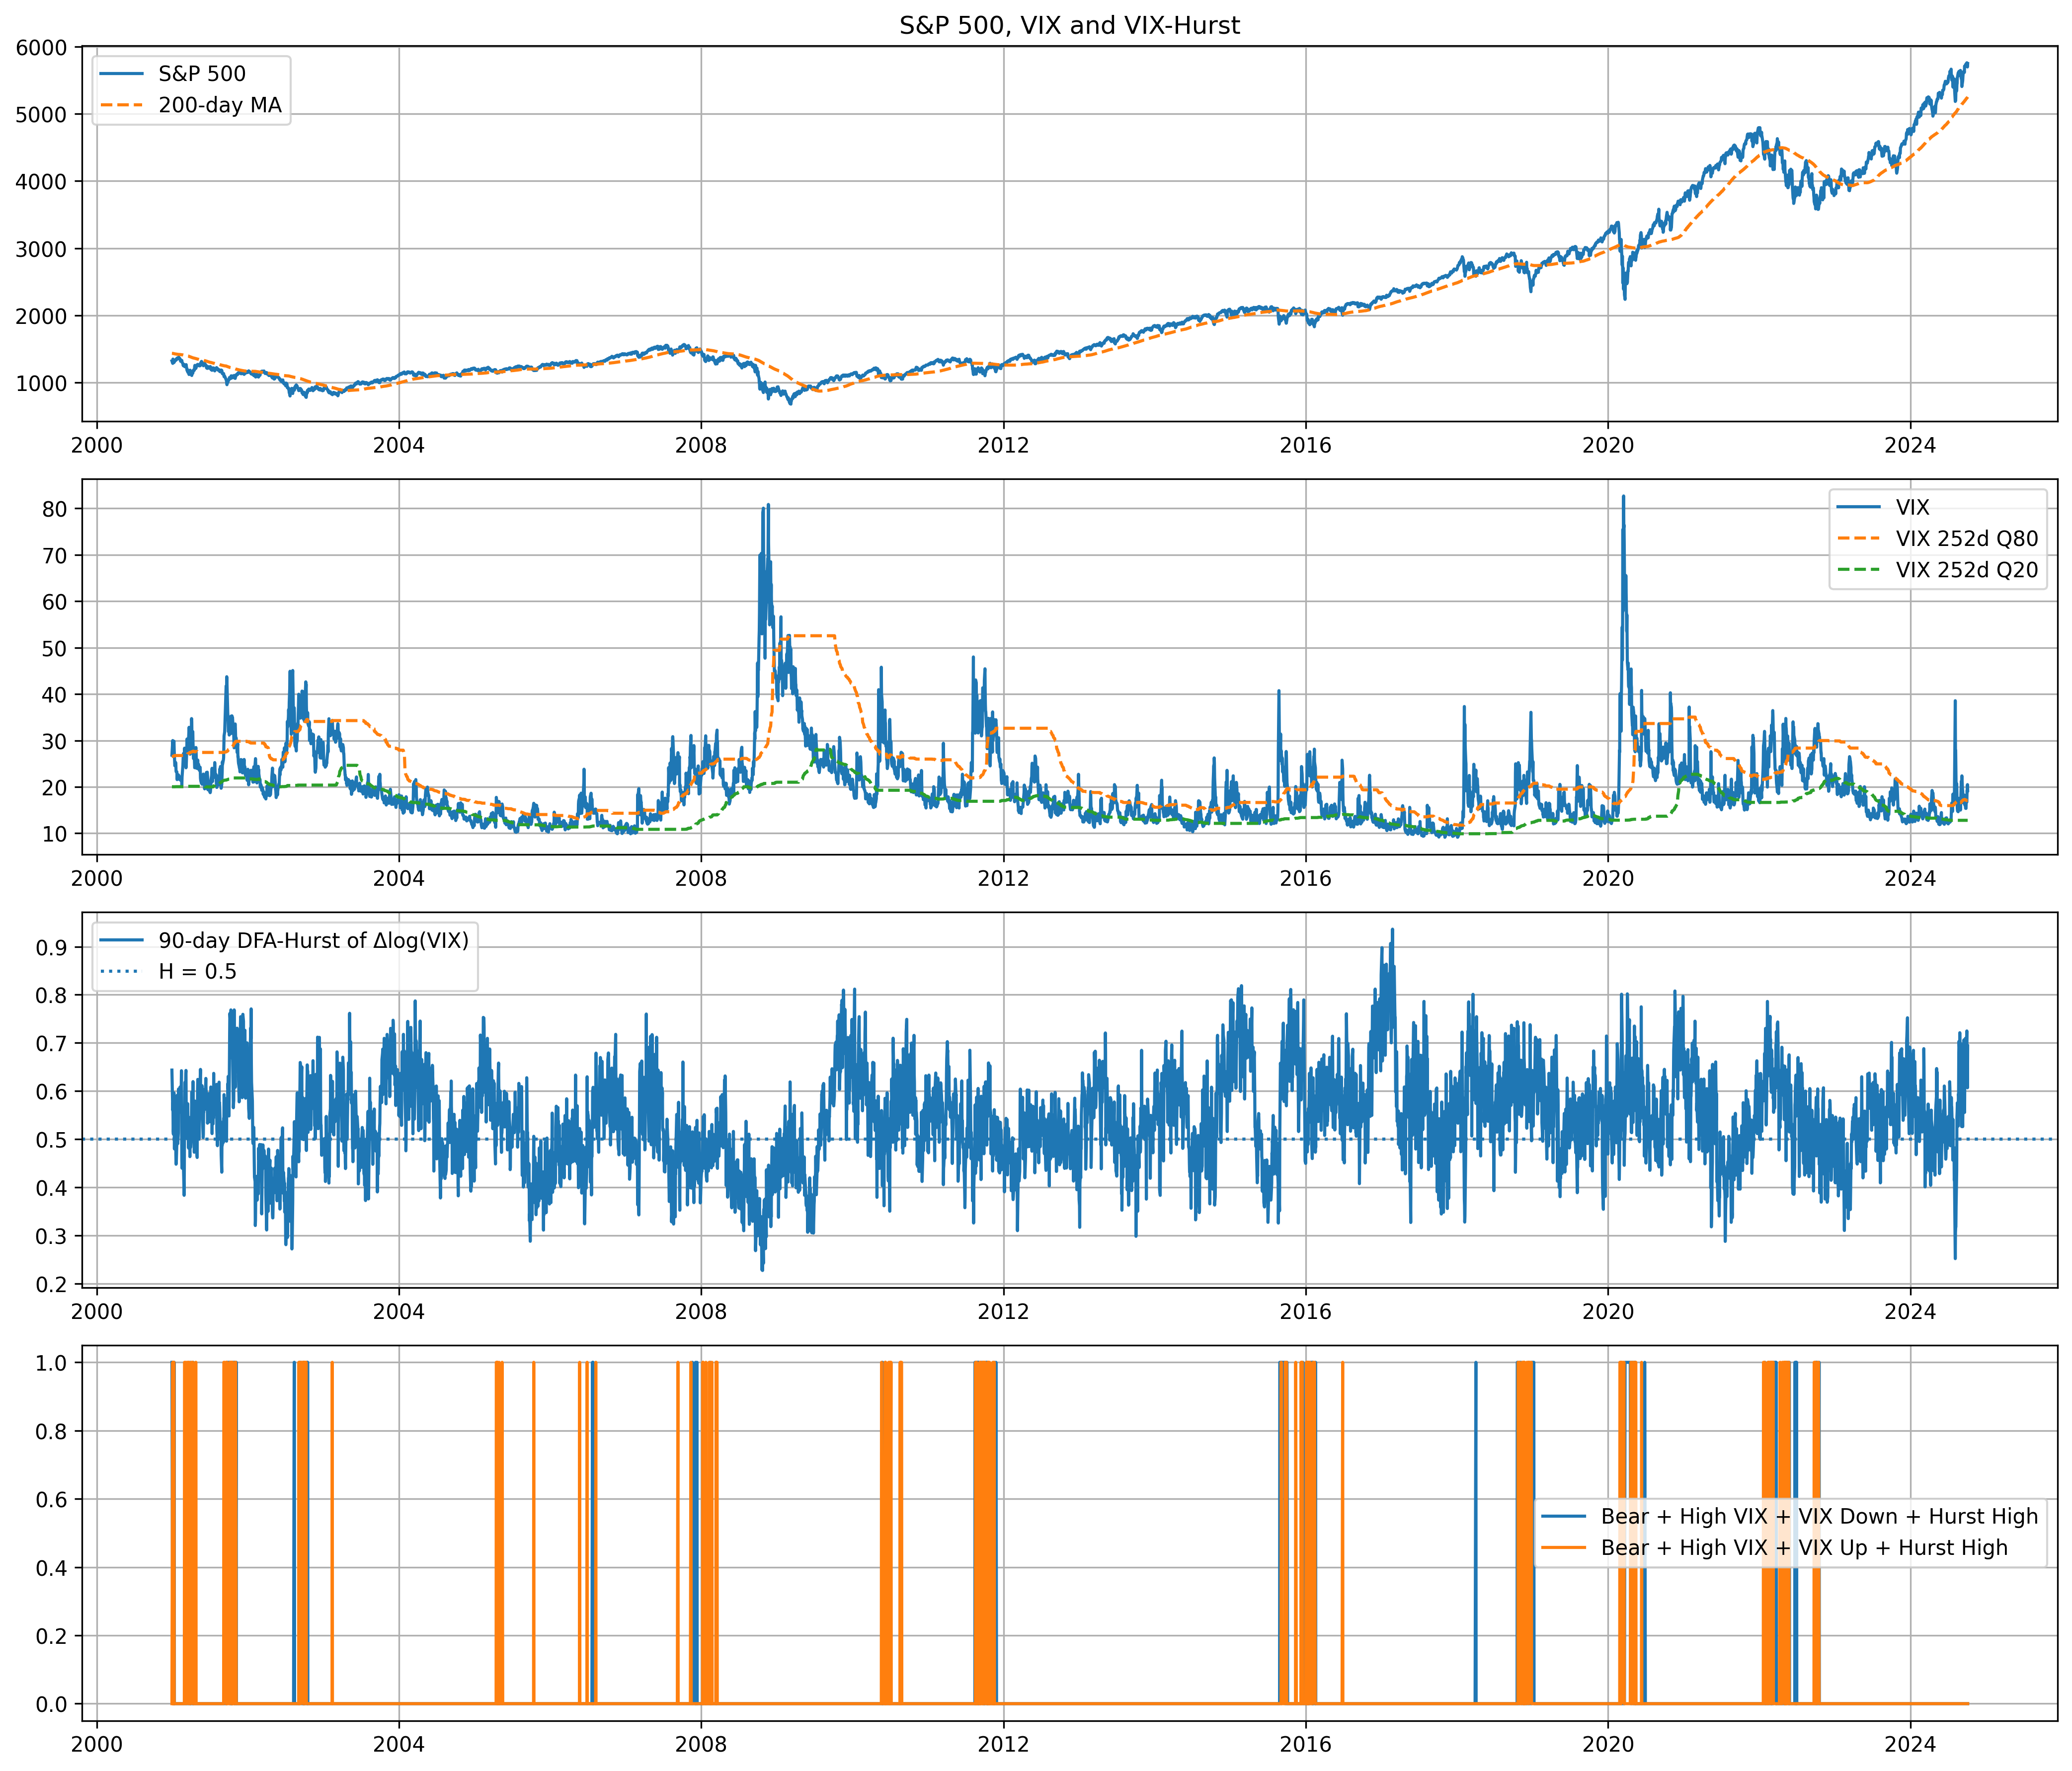 S&P 500, VIX and VIX-Hurst
6000
5000
4000
3000
2000
1000
S&P 500
200-day MA
2000 2004 2008 2012 2016 2020 2024
80
70
60
50
40
30
20
10
VIX
VIX 252d Q80
VIX 252d Q20
2000 2004 2008 2012 2016 2020 2024
0.9
0.8
0.7
0.6
0.5
0.4
0.3
0.2
90-day DFA-Hurst of Δlog(VIX)
H = 0.5
2000 2004 2008 2012 2016 2020 2024
1.0
0.8
0.6
0.4
0.2
0.0
Bear + High VIX + VIX Down + Hurst High
Bear + High VIX + VIX Up + Hurst High
2000 2004 2008 2012 2016 2020 2024